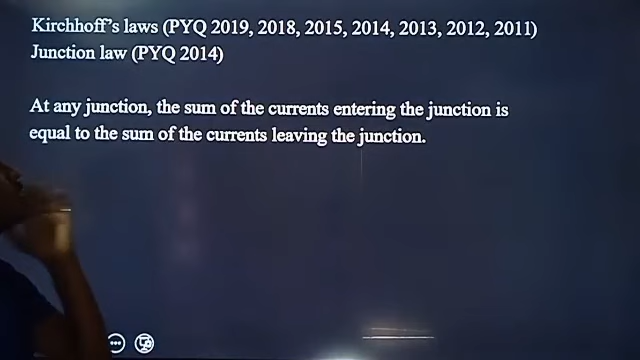 Kirchhoff's laws (PYQ 2019, 2018, 2015, 2014, 2013, 2012, 2011)
Junction law (PYQ 2014)
At any junction, the sum of the currents entering the junction is
equal to the sum of the currents leaving the junction.